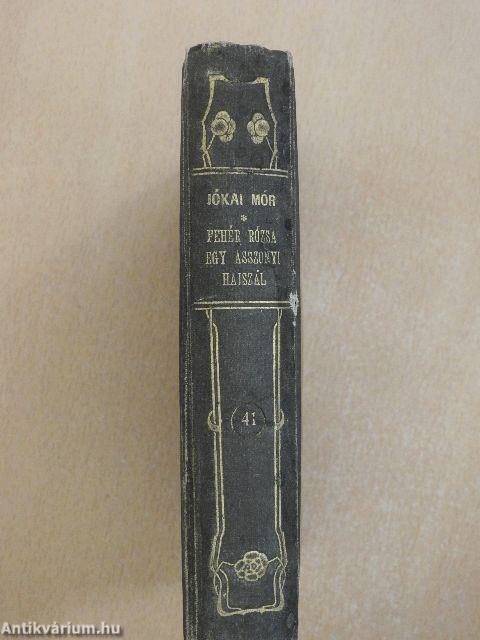 JÓKAI MÓR
*
FEHÉR RÓZSA
EGY ASSZONYI
HAJSZÁL
41
Antikvárium.hu